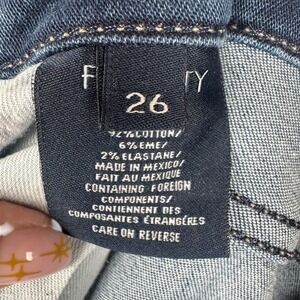 F TY
26
92% COTTON/
6% EME/
2% ELASTANE/
MADE IN MEXICO/
FAIT AU MEXIQUE
CONTAINING FOREIGN
COMPONENTS/
CONTIENNENT DES
COMPOSANTES ÉTRANGÈRES
CARE ON REVERSE